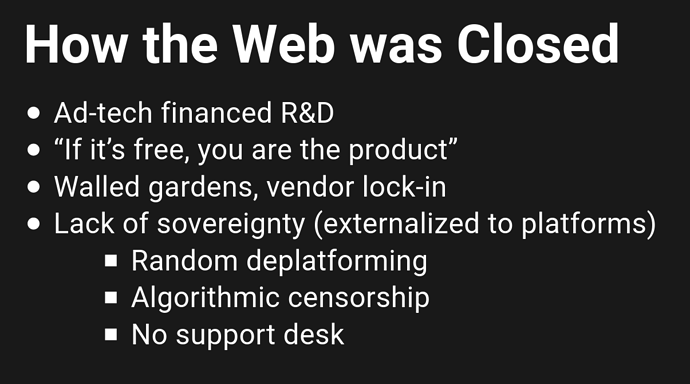 How the Web was Closed
• Ad-tech financed R&D
• “If it’s free, you are the product”
• Walled gardens, vendor lock-in
• Lack of sovereignty (externalized to platforms)
▪ Random deplatforming
▪ Algorithmic censorship
▪ No support desk